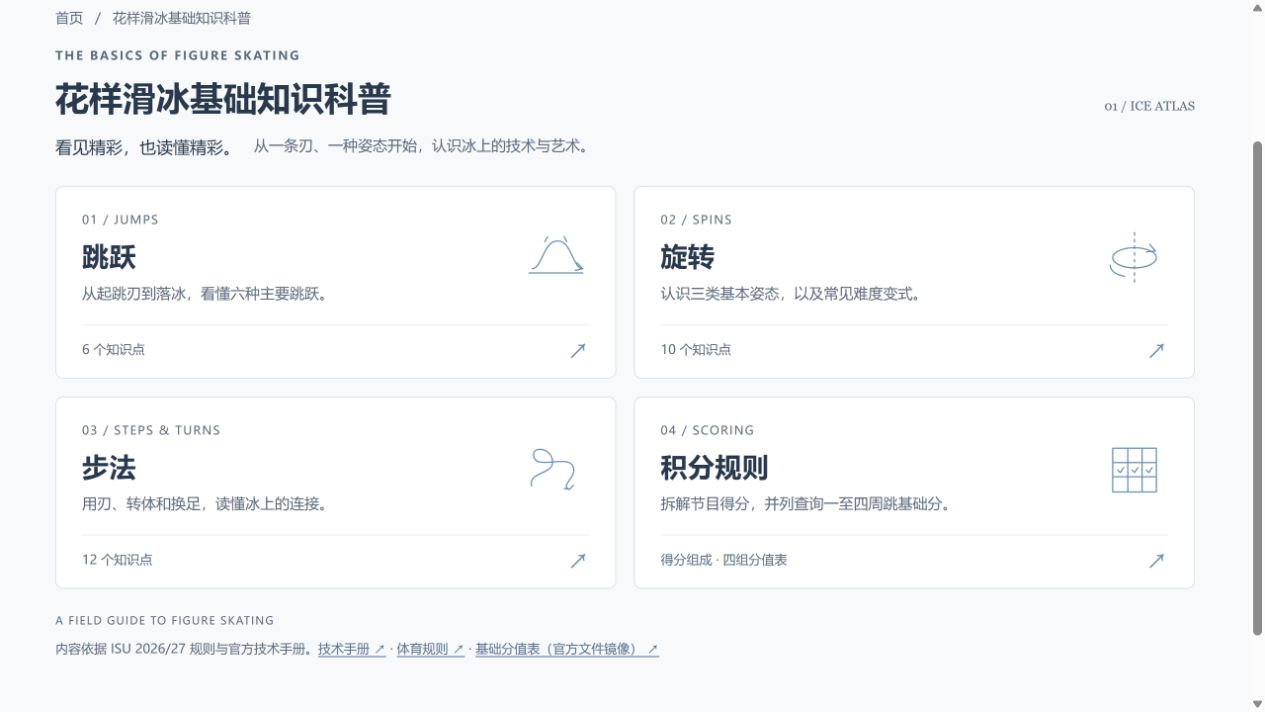 首页 / 花样滑冰基础知识科普
THE BASICS OF FIGURE SKATING
花样滑冰基础知识科普
01 / ICE ATLAS
看见精彩，也读懂精彩。 从一条刃、一种姿态开始，认识冰上的技术与艺术。
01 / JUMPS
跳跃
从起跳刃到落冰，看懂六种主要跳跃。
6 个知识点 ↗
02 / SPINS
旋转
认识三类基本姿态，以及常见难度变式。
10 个知识点 ↗
03 / STEPS & TURNS
步法
用刃、转体和换足，读懂冰上的连接。
12 个知识点 ↗
04 / SCORING
积分规则
拆解节目得分，并列查询一至四周跳基础分。
得分组成 · 四组分值表 ↗
A FIELD GUIDE TO FIGURE SKATING
内容依据 ISU 2026/27 规则与官方技术手册。技术手册 ↗ · 体育规则 ↗ · 基础分值表（官方文件镜像） ↗